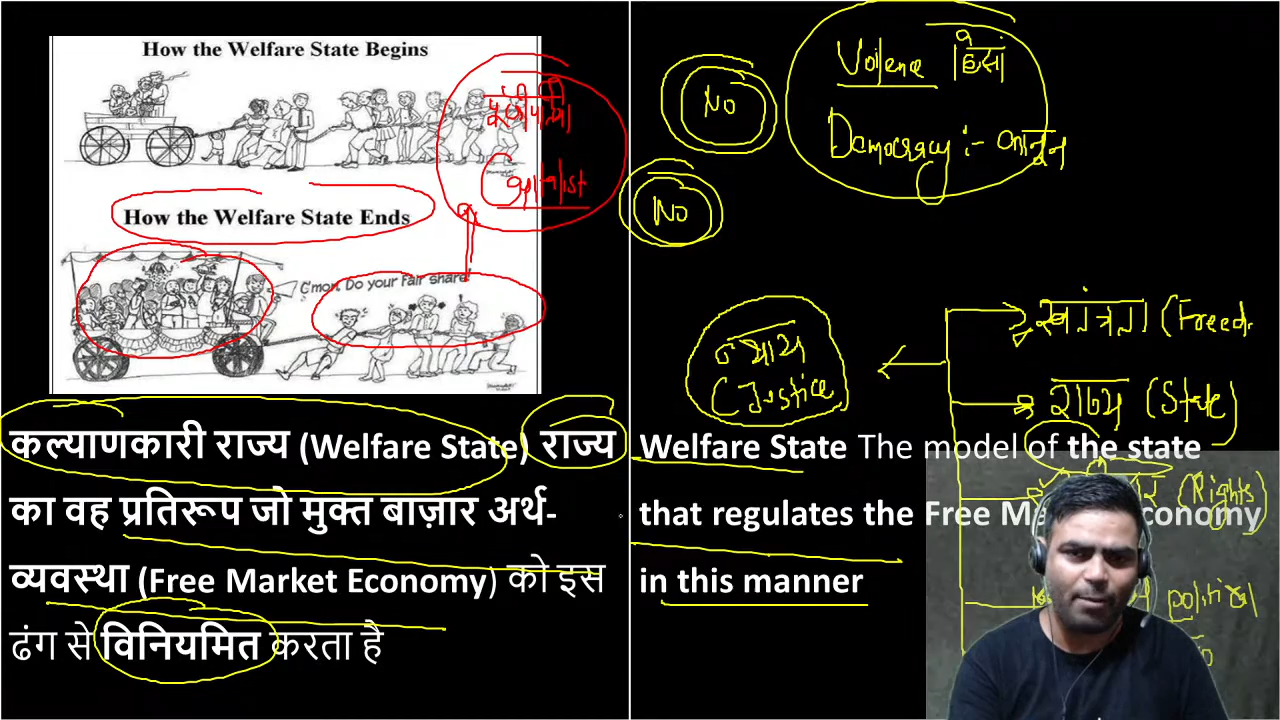 How the Welfare State Begins
पूंजीपति
Capitalist
How the Welfare State Ends
C'mon. Do your fair share!
कल्याणकारी राज्य (Welfare State) राज्य
का वह प्रतिरूप जो मुक्त बाज़ार अर्थ-
व्यवस्था (Free Market Economy) को इस
ढंग से विनियमित करता है
NO
Voilence हिंसा
Democracy :- कानून
NO
न्याय
(Justice
स्वतंत्रता (Freed.
राज्य (State)
(Rights
political
Welfare State The model of the state
that regulates the Free Economy
in this manner